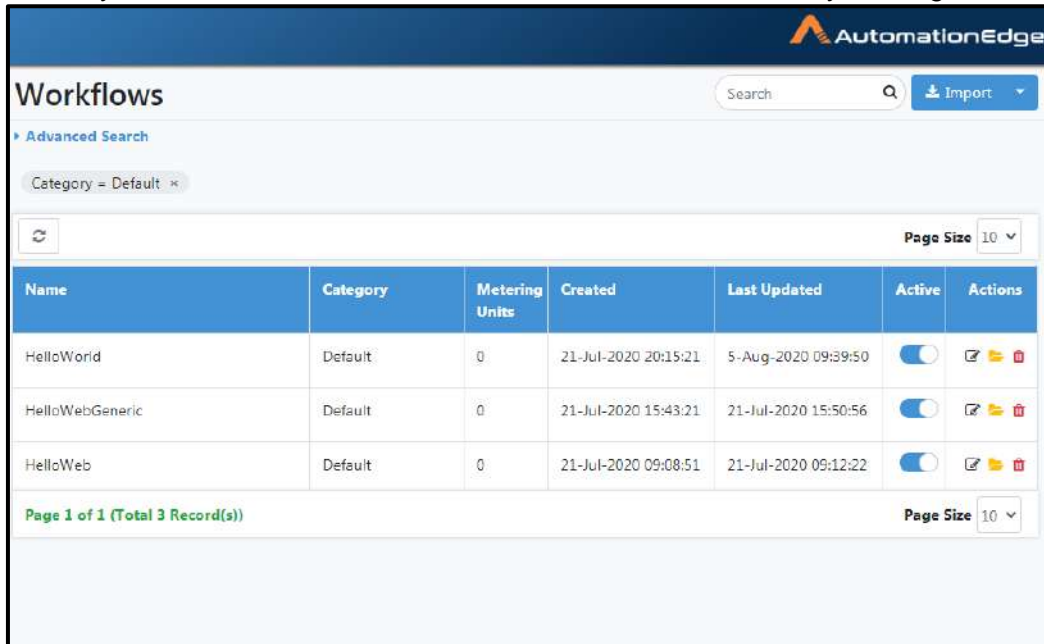 AutomationEdge
Workflows
Search
Import
Advanced Search
Category = Default ×
Page Size 10
Name Category Metering Units Created Last Updated Active Actions
HelloWorld Default 0 21-Jul-2020 20:15:21 5-Aug-2020 09:39:50
HelloWebGeneric Default 0 21-Jul-2020 15:43:21 21-Jul-2020 15:50:56
HelloWeb Default 0 21-Jul-2020 09:08:51 21-Jul-2020 09:12:22
Page 1 of 1 (Total 3 Record(s)) Page Size 10